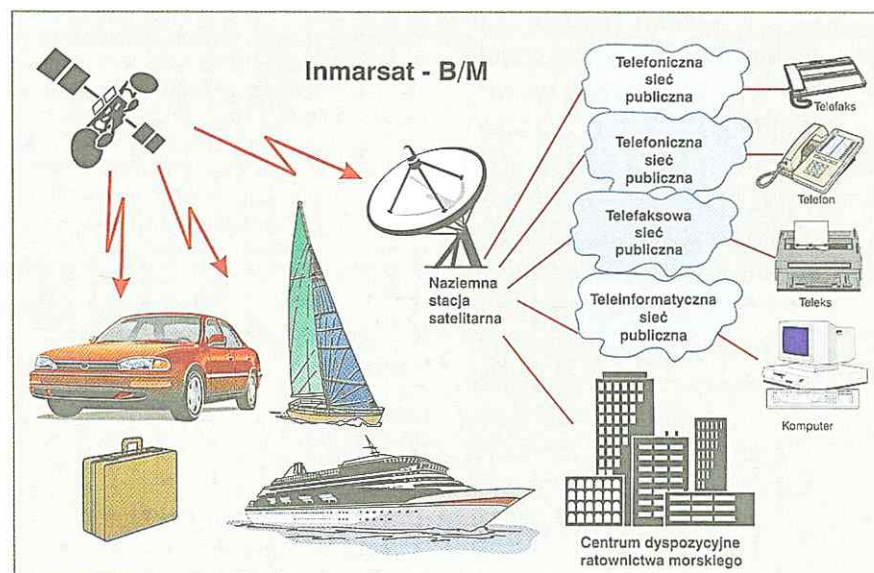 Inmarsat - B/M
Telefoniczna
sieć
publiczna
Telefaks
Telefoniczna
sieć
publiczna
Telefon
Telefaksowa
sieć
publiczna
Teleks
Teleinformatyczna
sieć
publiczna
Komputer
Naziemna
stacja
satelitarna
Centrum dyspozycyjne
ratownictwa morskiego